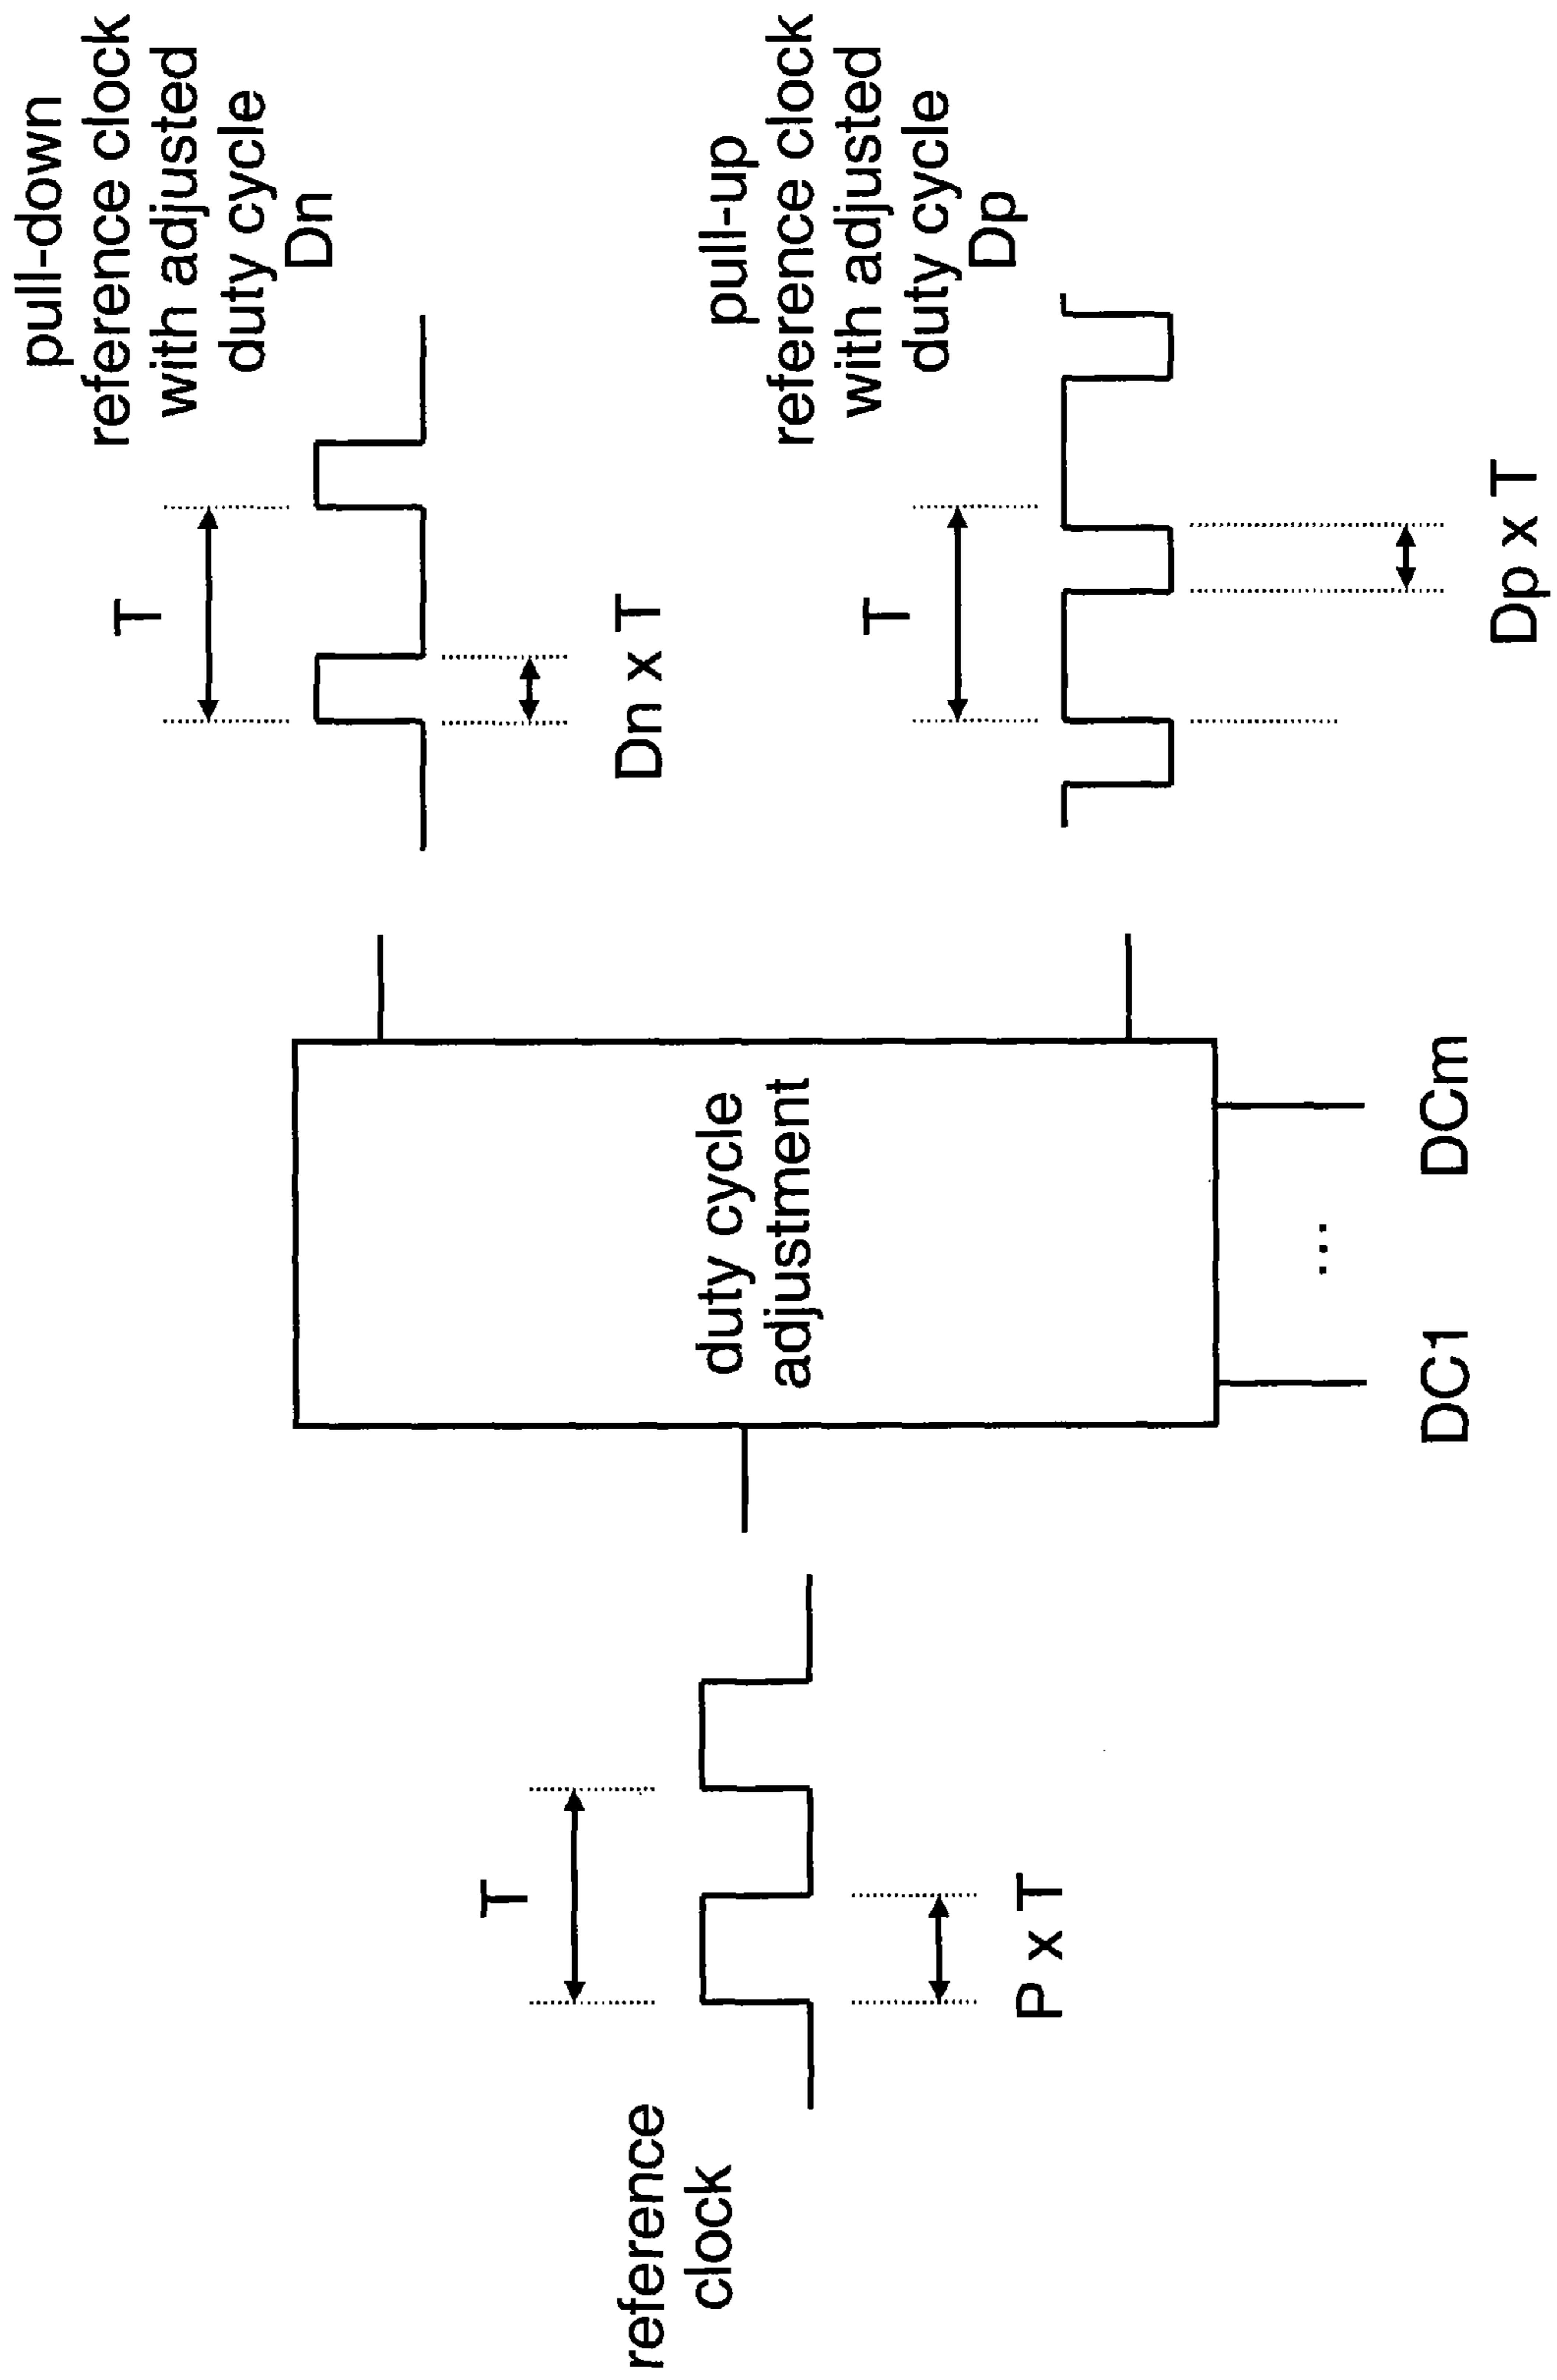 reference
clock
T
P x T
duty cycle
adjustment
DC1
...
DCm
pull-down
reference clock
with adjusted
duty cycle
Dn
T
Dn x T
pull-up
reference clock
with adjusted
duty cycle
Dp
T
Dp x T